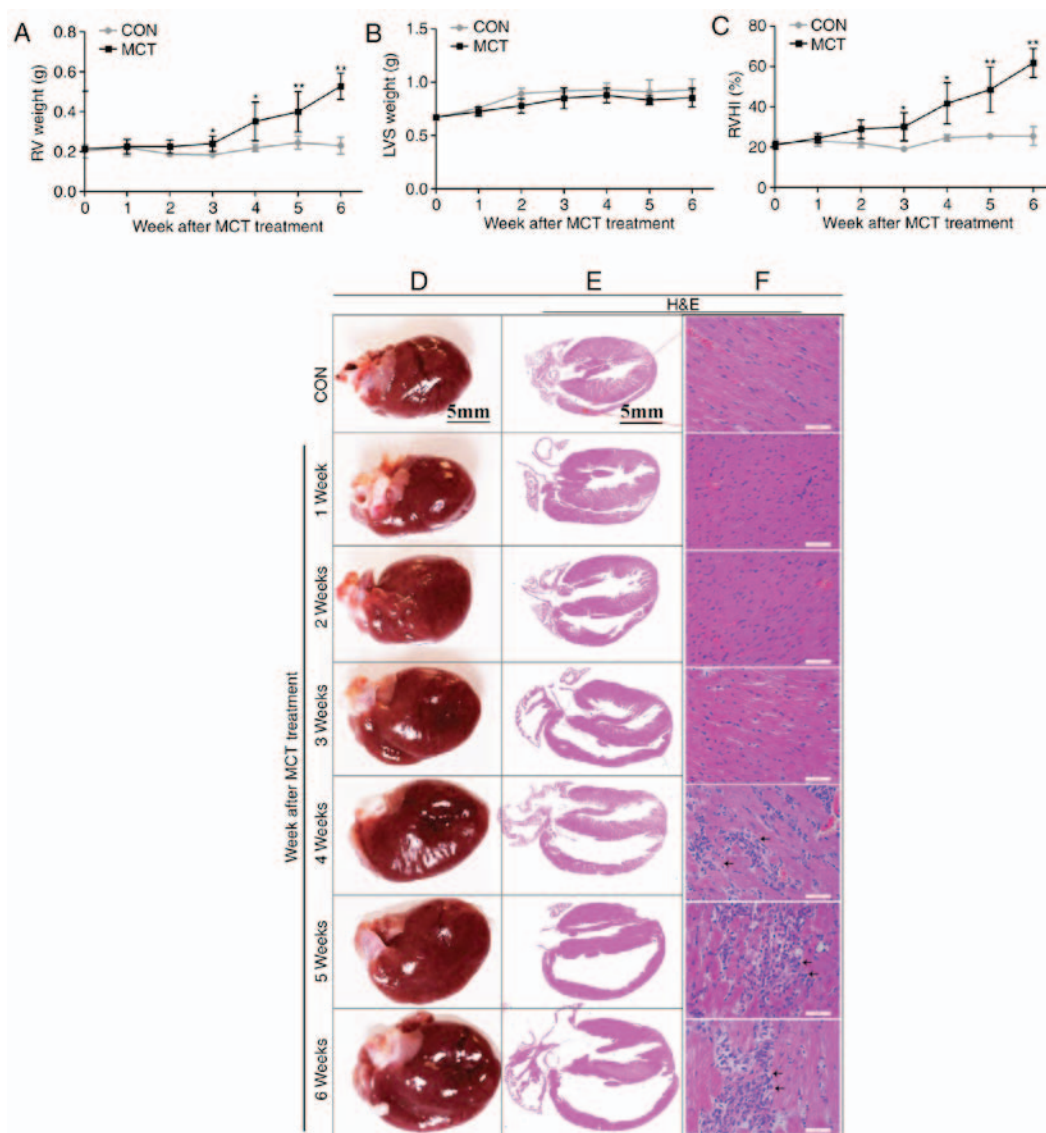 A
CON
MCT
RV weight (g)
0.8
0.6
0.4
0.2
0.0
*
*
**
**
0 1 2 3 4 5 6
Week after MCT treatment
B
CON
MCT
LVS weight (g)
1.5
1.0
0.5
0.0
0 1 2 3 4 5 6
Week after MCT treatment
C
CON
MCT
RVHI (%)
80
60
40
20
0
*
*
**
**
0 1 2 3 4 5 6
Week after MCT treatment
D E F
H&E
CON
5mm
5mm
Week after MCT treatment
1 Week
2 Weeks
3 Weeks
4 Weeks
5 Weeks
6 Weeks